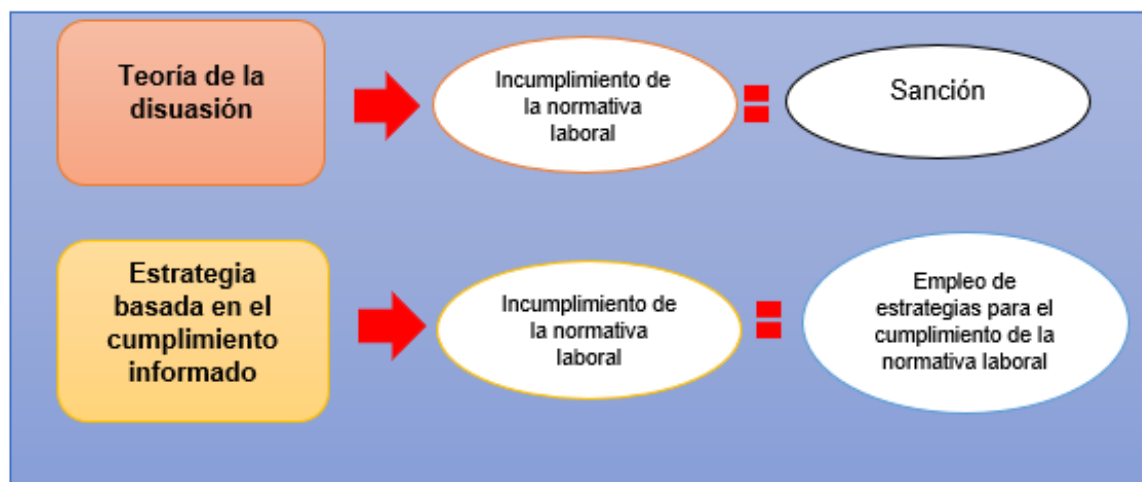 Teoría de la
disuasión
Incumplimiento de
la normativa
laboral
Sanción
Estrategia
basada en el
cumplimiento
informado
Incumplimiento de
la normativa
laboral
Empleo de
estrategias para el
cumplimiento de la
normativa laboral